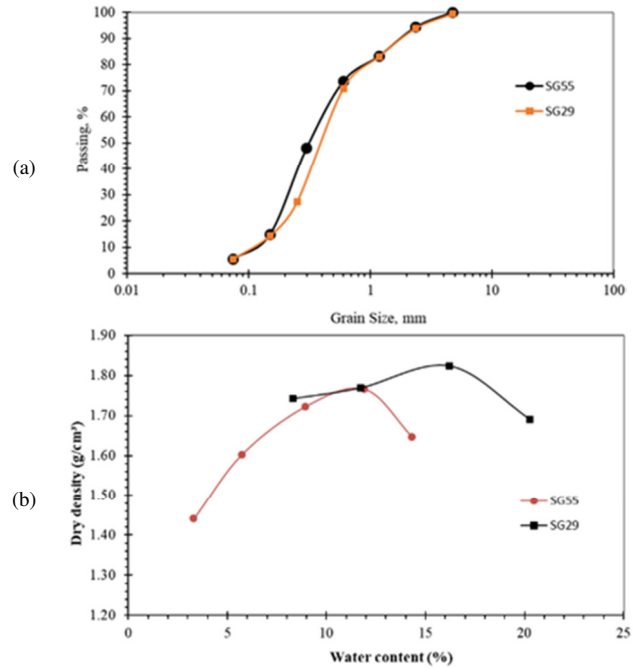 100
90
80
70
60
50
40
30
20
10
0
Passing, %
(a)
SG55
SG29
0.01 0.1 1 10 100
Grain Size, mm
1.90
1.80
1.70
1.60
1.50
1.40
1.30
1.20
Dry density (g/cm³)
(b)
SG55
SG29
0 5 10 15 20 25
Water content (%)